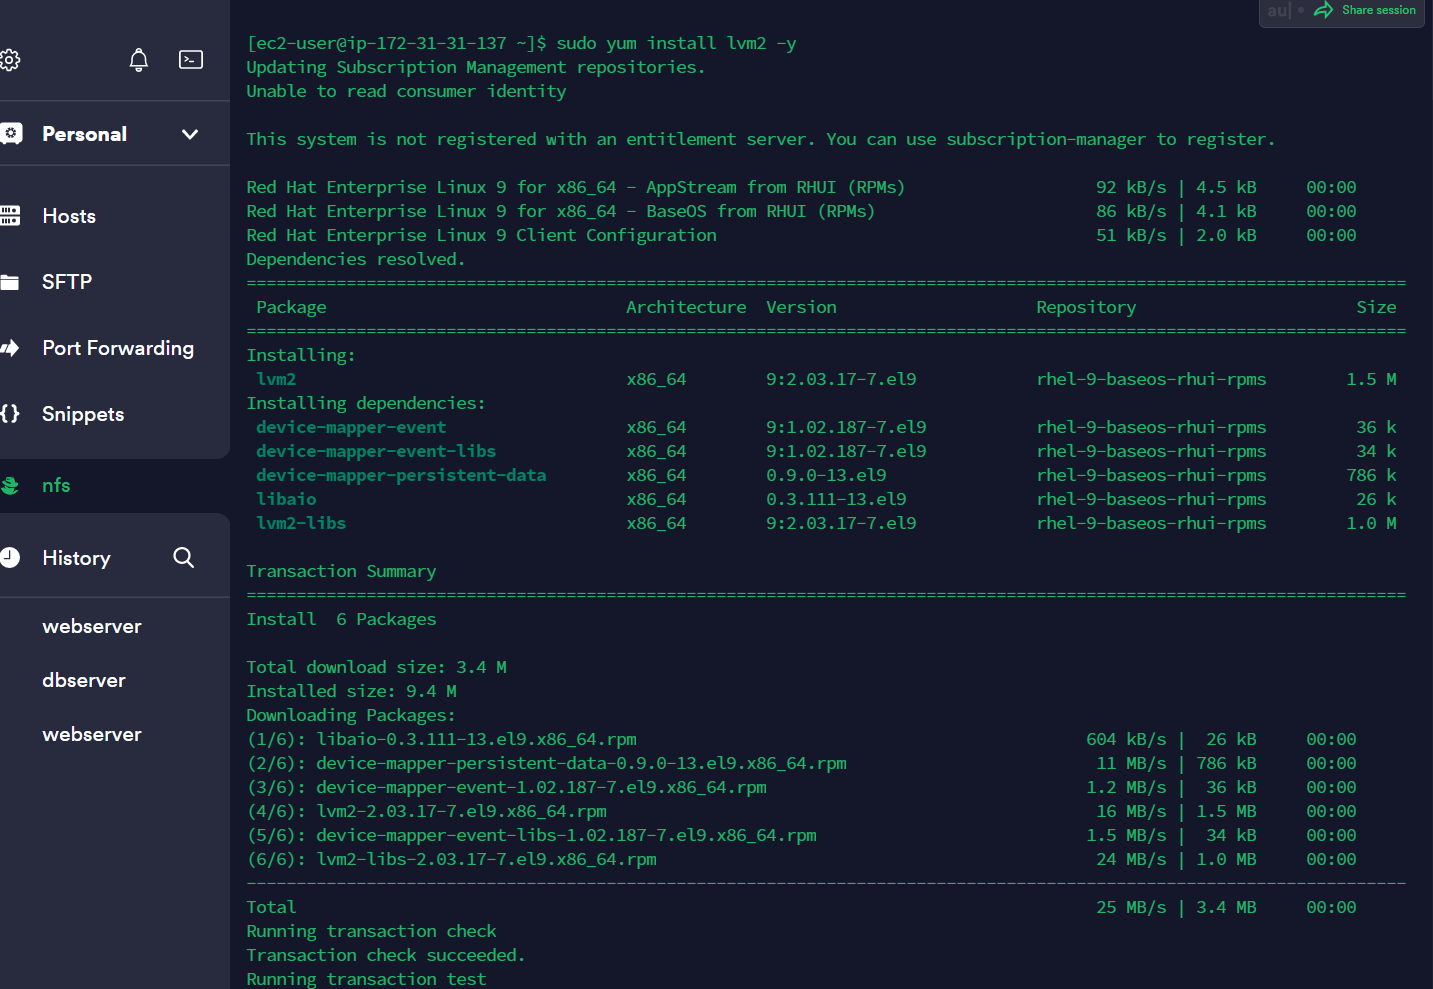 au
Share session
Personal
Hosts
SFTP
Port Forwarding
Snippets
nfs
History
webserver
dbserver
webserver
[ec2-user@ip-172-31-31-137 ~]$ sudo yum install lvm2 -y
Updating Subscription Management repositories.
Unable to read consumer identity
This system is not registered with an entitlement server. You can use subscription-manager to register.
Red Hat Enterprise Linux 9 for x86_64 - AppStream from RHUI (RPMs) 92 kB/s | 4.5 kB 00:00
Red Hat Enterprise Linux 9 for x86_64 - BaseOS from RHUI (RPMs) 86 kB/s | 4.1 kB 00:00
Red Hat Enterprise Linux 9 Client Configuration 51 kB/s | 2.0 kB 00:00
Dependencies resolved.
====================================================================================================================
Package Architecture Version Repository Size
====================================================================================================================
Installing:
lvm2 x86_64 9:2.03.17-7.el9 rhel-9-baseos-rhui-rpms 1.5 M
Installing dependencies:
device-mapper-event x86_64 9:1.02.187-7.el9 rhel-9-baseos-rhui-rpms 36 k
device-mapper-event-libs x86_64 9:1.02.187-7.el9 rhel-9-baseos-rhui-rpms 34 k
device-mapper-persistent-data x86_64 0.9.0-13.el9 rhel-9-baseos-rhui-rpms 786 k
libaio x86_64 0.3.111-13.el9 rhel-9-baseos-rhui-rpms 26 k
lvm2-libs x86_64 9:2.03.17-7.el9 rhel-9-baseos-rhui-rpms 1.0 M
Transaction Summary
====================================================================================================================
Install 6 Packages
Total download size: 3.4 M
Installed size: 9.4 M
Downloading Packages:
(1/6): libaio-0.3.111-13.el9.x86_64.rpm 604 kB/s | 26 kB 00:00
(2/6): device-mapper-persistent-data-0.9.0-13.el9.x86_64.rpm 11 MB/s | 786 kB 00:00
(3/6): device-mapper-event-1.02.187-7.el9.x86_64.rpm 1.2 MB/s | 36 kB 00:00
(4/6): lvm2-2.03.17-7.el9.x86_64.rpm 16 MB/s | 1.5 MB 00:00
(5/6): device-mapper-event-libs-1.02.187-7.el9.x86_64.rpm 1.5 MB/s | 34 kB 00:00
(6/6): lvm2-libs-2.03.17-7.el9.x86_64.rpm 24 MB/s | 1.0 MB 00:00
--------------------------------------------------------------------------------------------------------------------
Total 25 MB/s | 3.4 MB 00:00
Running transaction check
Transaction check succeeded.
Running transaction test